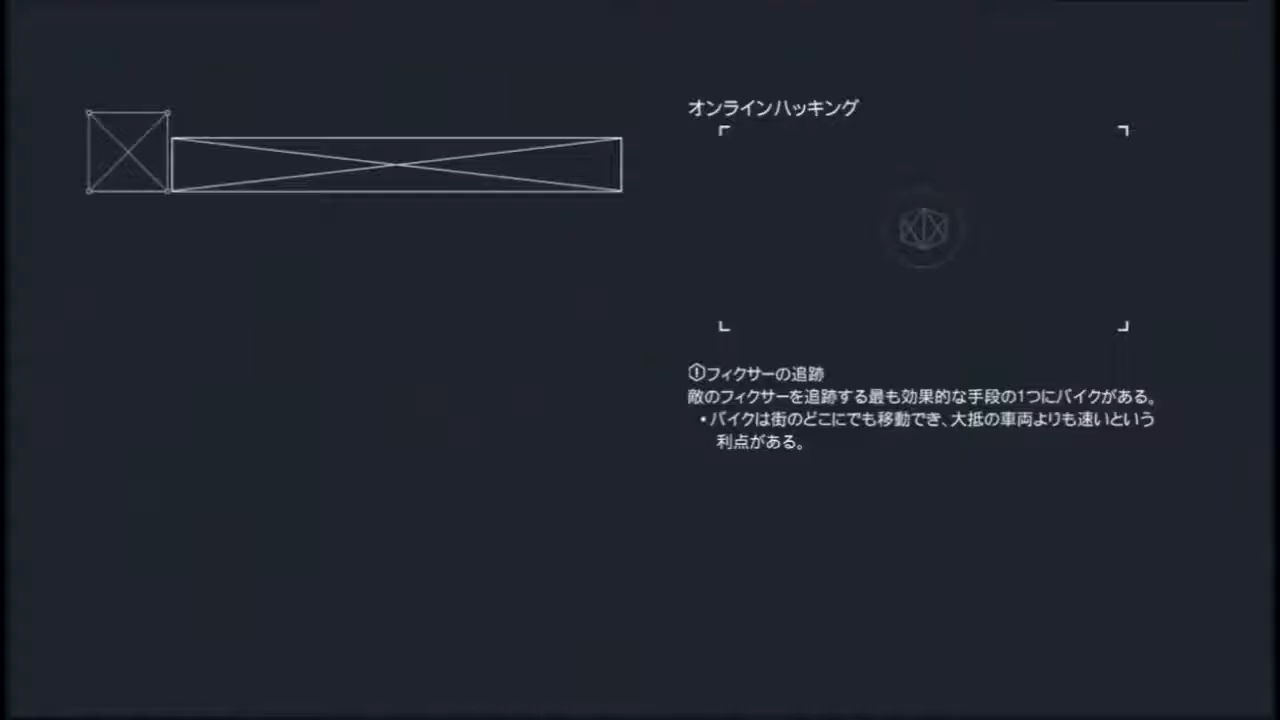 オンラインハッキング
フィクサーの追跡
敵のフィクサーを追跡する最も効果的な手段の1つにバイクがある。
•バイクは街のどこにでも移動でき、大抵の車両よりも速いという
利点がある。